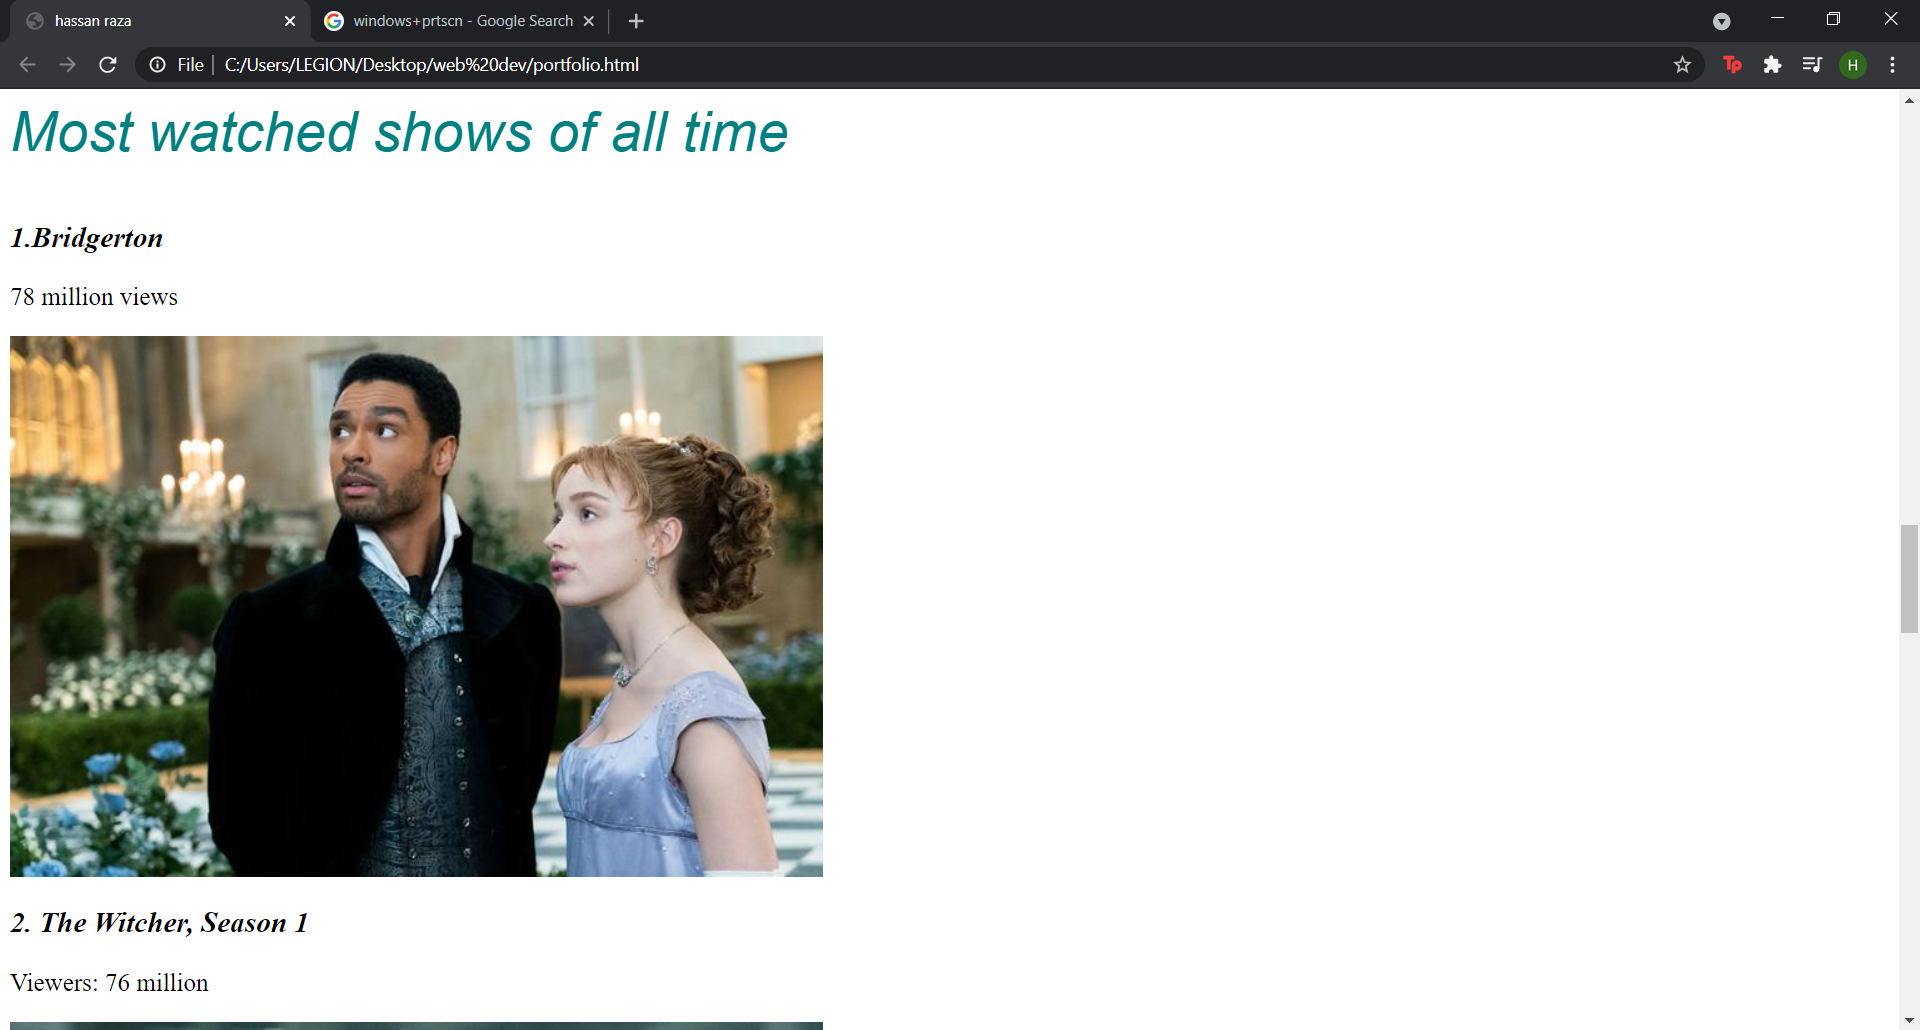 hassan raza
windows+prtscn - Google Search
File
C:/Users/LEGION/Desktop/web%20dev/portfolio.html
Tp
H
Most watched shows of all time
1.Bridgerton
78 million views
2. The Witcher, Season 1
Viewers: 76 million